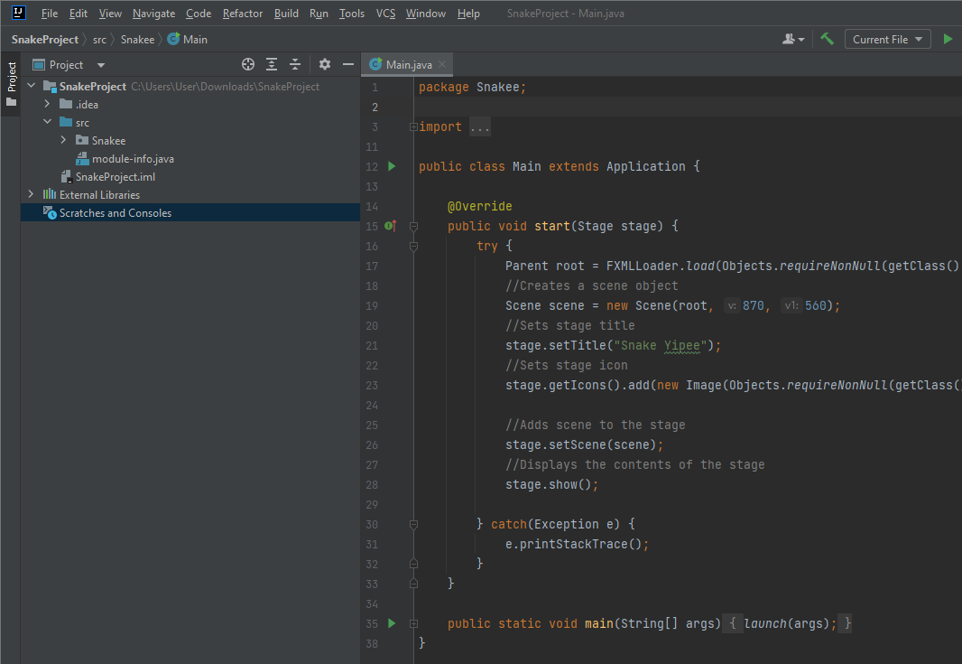 File Edit View Navigate Code Refactor Build Run Tools VCS Window Help SnakeProject - Main.java
SnakeProject src Snakee Main Current File
Project
Project
Main.java
SnakeProject C:\Users\User\Downloads\SnakeProject
.idea
src
Snakee
module-info.java
SnakeProject.iml
External Libraries
Scratches and Consoles
1 package Snakee;
2
3 import ...
11
12 public class Main extends Application {
13
14 @Override
15 public void start(Stage stage) {
16 try {
17 Parent root = FXMLLoader.load(Objects.requireNonNull(getClass()
18 //Creates a scene object
19 Scene scene = new Scene(root, v: 870, v1: 560);
20 //Sets stage title
21 stage.setTitle("Snake Yipee");
22 //Sets stage icon
23 stage.getIcons().add(new Image(Objects.requireNonNull(getClass(
24
25 //Adds scene to the stage
26 stage.setScene(scene);
27 //Displays the contents of the stage
28 stage.show();
29
30 } catch(Exception e) {
31 e.printStackTrace();
32 }
33 }
34
35 public static void main(String[] args) { launch(args); }
38 }